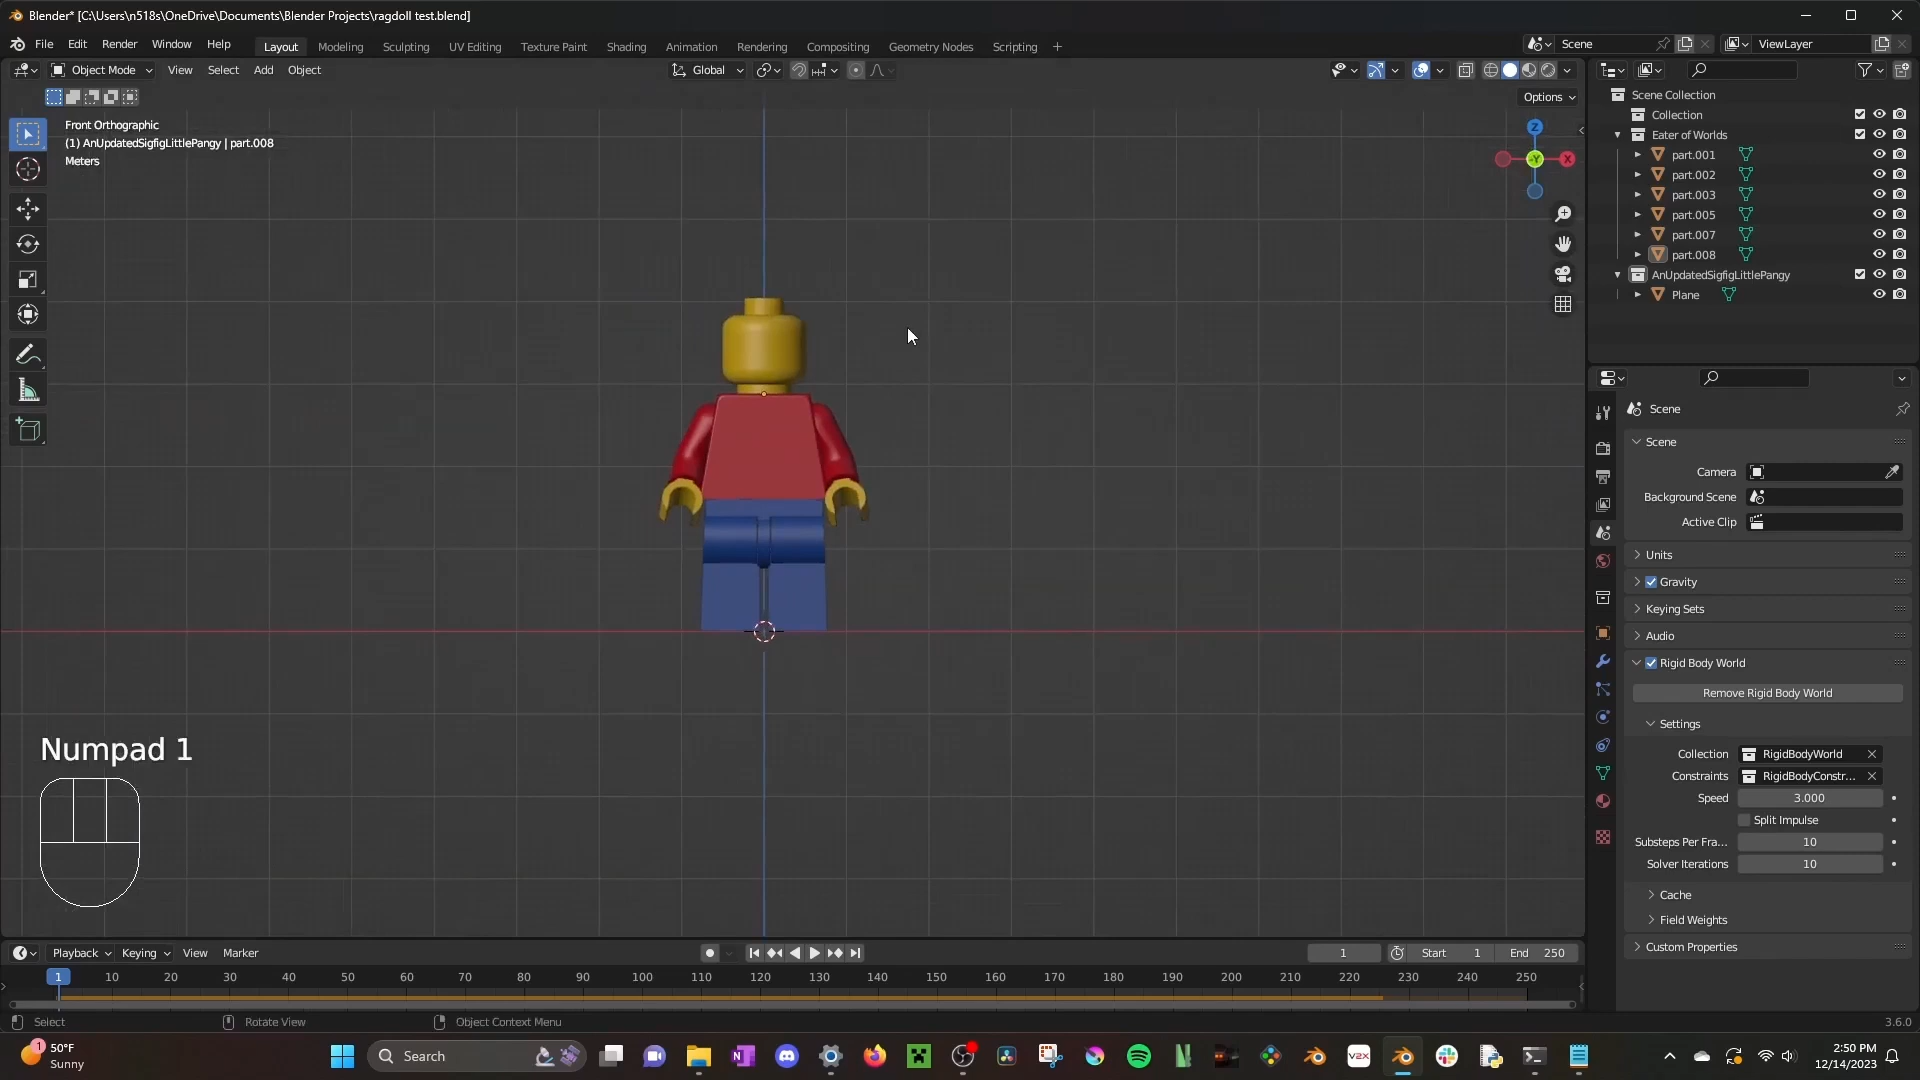 Blender* [C:\Users\n518s\OneDrive\Documents\Blender Projects\ragdoll test.blend]
File Edit Render Window Help Layout Modeling Sculpting UV Editing Texture Paint Shading Animation Rendering Compositing Geometry Nodes Scripting + Scene ViewLayer
Object Mode View Select Add Object Global
Options
Front Orthographic
(1) AnUpdatedSigfigLittlePangy | part.008
Meters
Z
Y X
Scene Collection
Collection
Eater of Worlds
part.001
part.002
part.003
part.005
part.007
part.008
AnUpdatedSigfigLittlePangy
Plane
Scene
Scene
Camera
Background Scene
Active Clip
Units
Gravity
Keying Sets
Audio
Rigid Body World
Remove Rigid Body World
Settings
Collection RigidBodyWorld
Constraints RigidBodyConstr...
Speed 3.000
Split Impulse
Substeps Per Fra... 10
Solver Iterations 10
Cache
Field Weights
Custom Properties
Numpad 1
Playback Keying View Marker 1 Start 1 End 250
1 10 20 30 40 50 60 70 80 90 100 110 120 130 140 150 160 170 180 190 200 210 220 230 240 250
Select Rotate View Object Context Menu 3.6.0
1 50°F
Sunny
Search
V2X
2:50 PM
12/14/2023